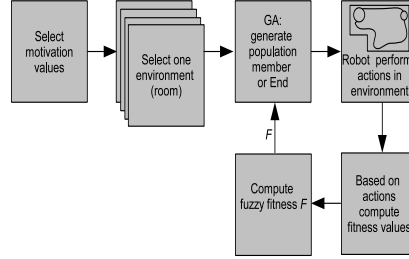 Select
motivation
values
Select one
environment
(room)
GA:
generate
population
member
or End
Robot perform
actions in
environment
F
Compute
fuzzy fitness F
Based on
actions
compute
fitness values